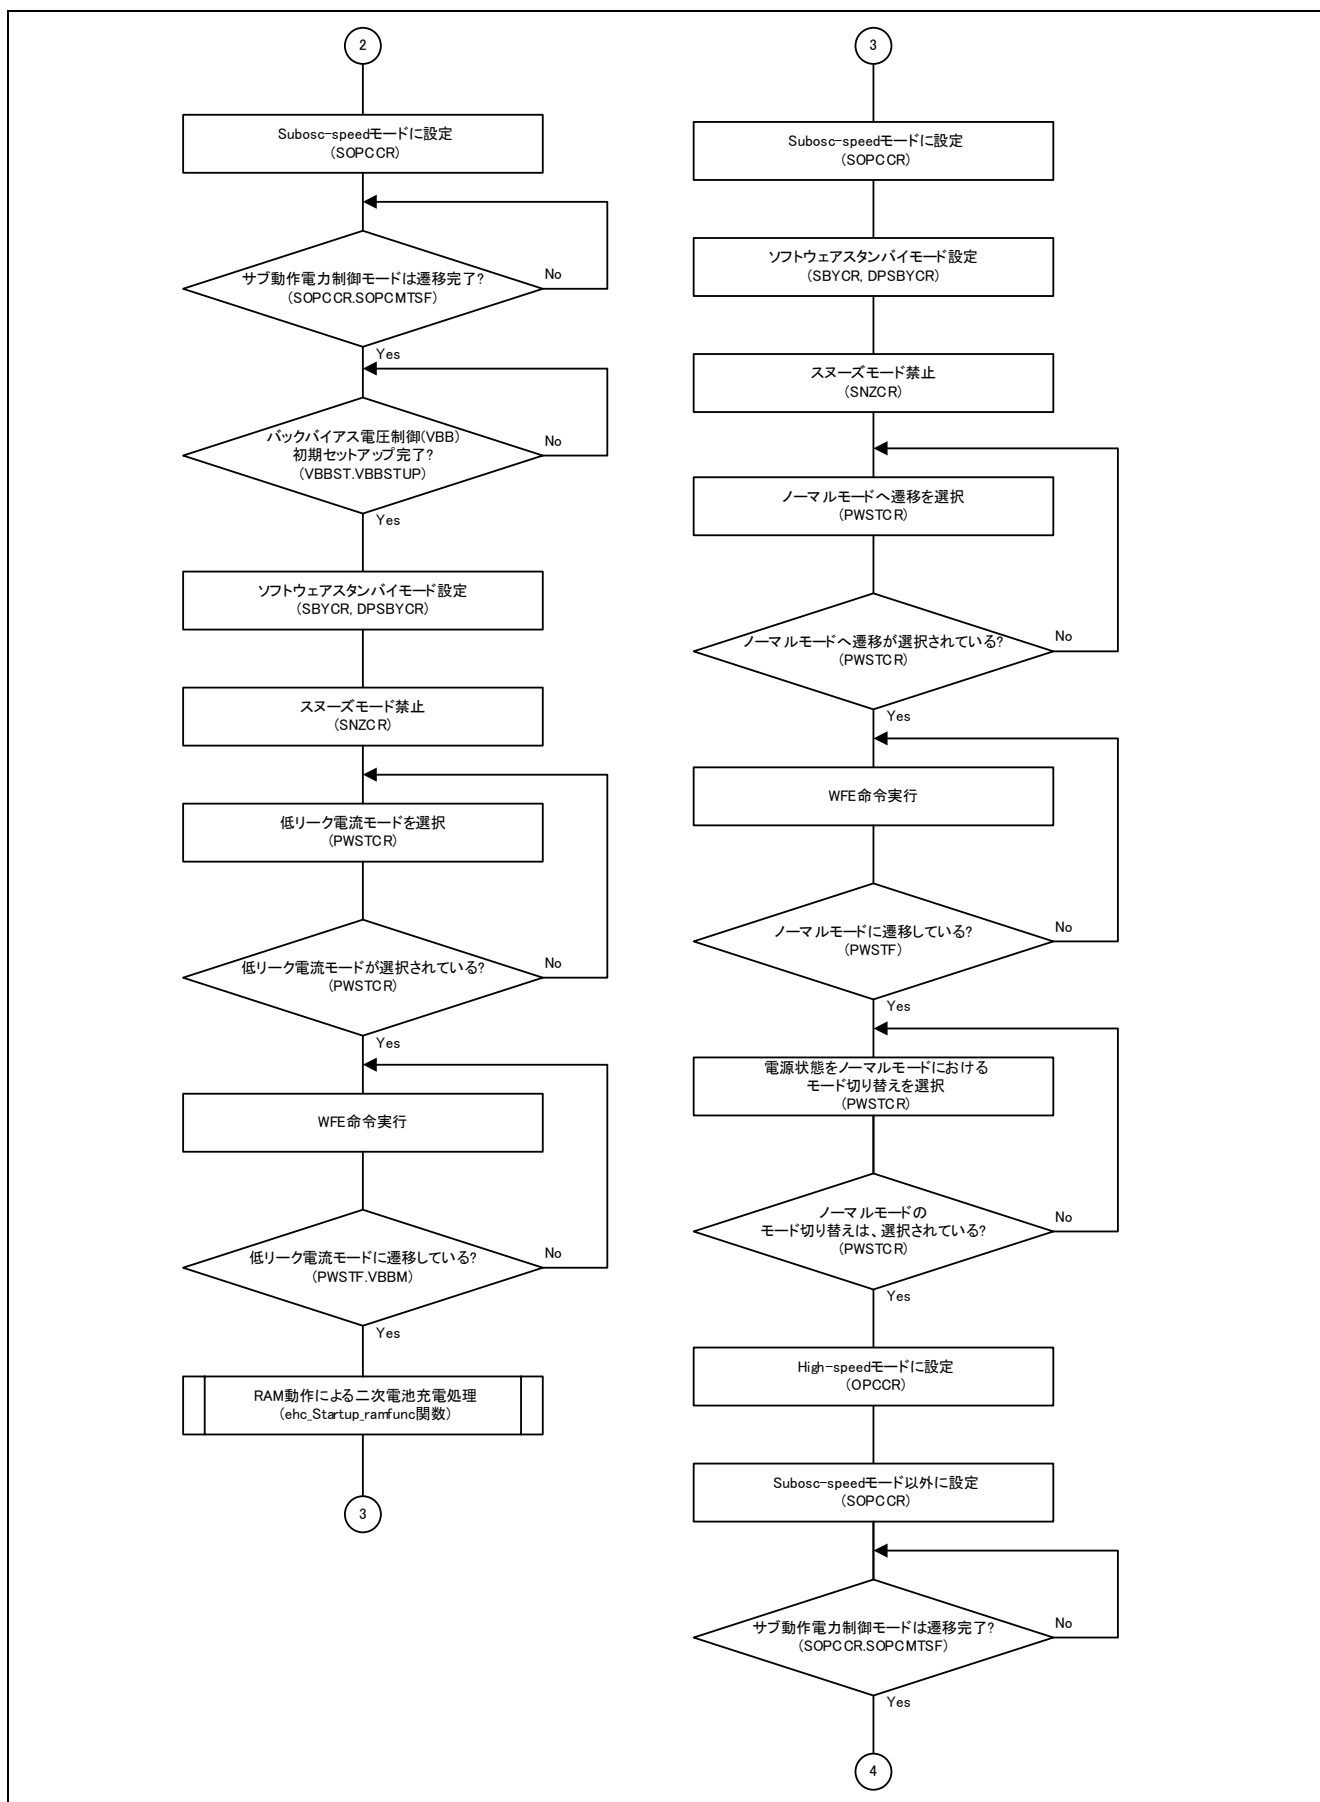 2
Subosc-speedモードに設定
(SOPCCR)
サブ動作電力制御モードは遷移完了?
(SOPCCR.SOPCMTSF)
No
Yes
バックバイアス電圧制御(VBB)
初期セットアップ完了?
(VBBST.VBBSTUP)
No
Yes
ソフトウェアスタンバイモード設定
(SBYCR, DPSBYCR)
スヌーズモード禁止
(SNZCR)
低リーク電流モードを選択
(PWSTCR)
低リーク電流モードが選択されている?
(PWSTCR)
No
Yes
WFE命令実行
低リーク電流モードに遷移している?
(PWSTF.VBBM)
No
Yes
RAM動作による二次電池充電処理
(ehc_Startup_ramfunc関数)
3
3
Subosc-speedモードに設定
(SOPCCR)
ソフトウェアスタンバイモード設定
(SBYCR, DPSBYCR)
スヌーズモード禁止
(SNZCR)
ノーマルモードへ遷移を選択
(PWSTCR)
ノーマルモードへ遷移が選択されている?
(PWSTCR)
No
Yes
WFE命令実行
ノーマルモードに遷移している?
(PWSTF)
No
Yes
電源状態をノーマルモードにおける
モード切り替えを選択
(PWSTCR)
ノーマルモードの
モード切り替えは、選択されている?
(PWSTCR)
No
Yes
High-speedモードに設定
(OPCCR)
Subosc-speedモード以外に設定
(SOPCCR)
サブ動作電力制御モードは遷移完了?
(SOPCCR.SOPCMTSF)
No
Yes
4